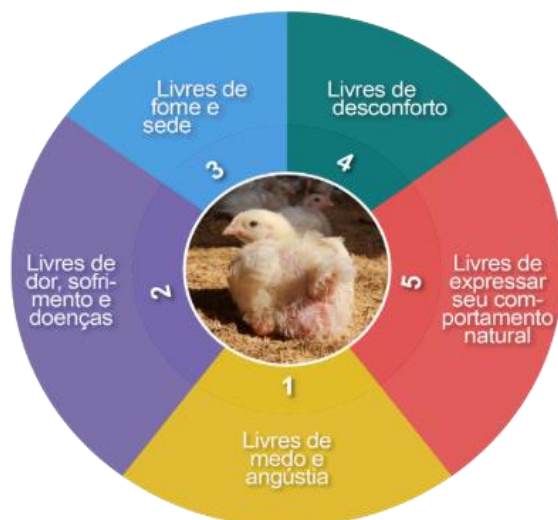 Livres de
fome e
sede
3
Livres de
desconforto
4
Livres de
dor, sofri-
mento e
doenças
2
Livres de
expressar
seu com-
portamento
natural
5
1
Livres de
medo e
angústia